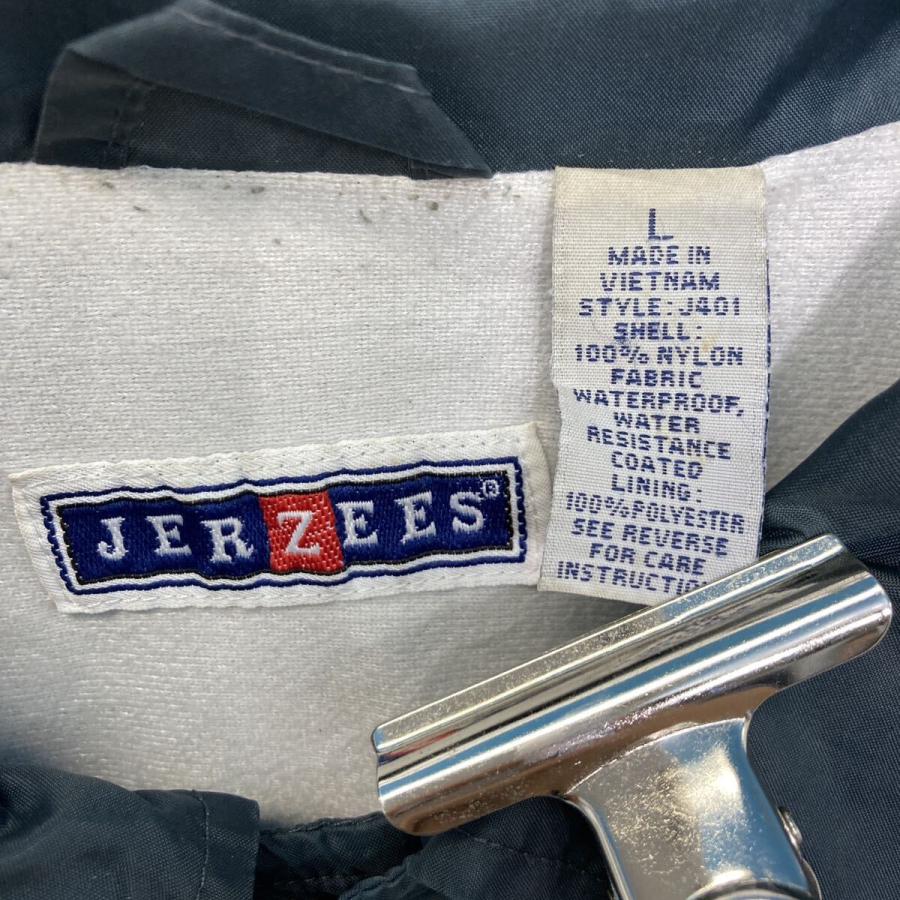 JERZEES®
L
MADE IN
VIETNAM
STYLE: J401
SHELL:
100% NYLON
FABRIC
WATERPROOF,
WATER
RESISTANCE
COATED
LINING:
100%POLYESTER
SEE REVERSE
FOR CARE
INSTRUCTIO